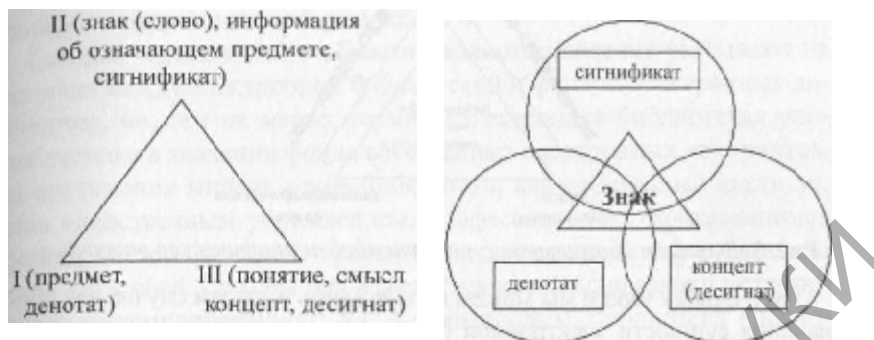 II (знак (слово), информация
об означающем предмете,
сигнификат)
I (предмет,
денотат)
III (понятие, смысл
концепт, десигнат)
сигнификат
Знак
денотат
концепт
(десигнат)